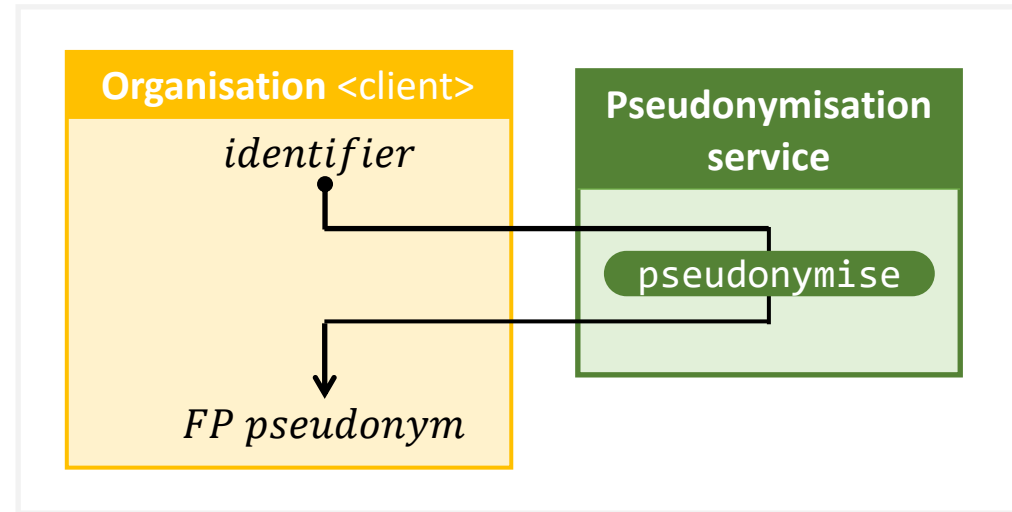 Organisation <client>
identifier
FP pseudonym
Pseudonymisation
service
pseudonymise